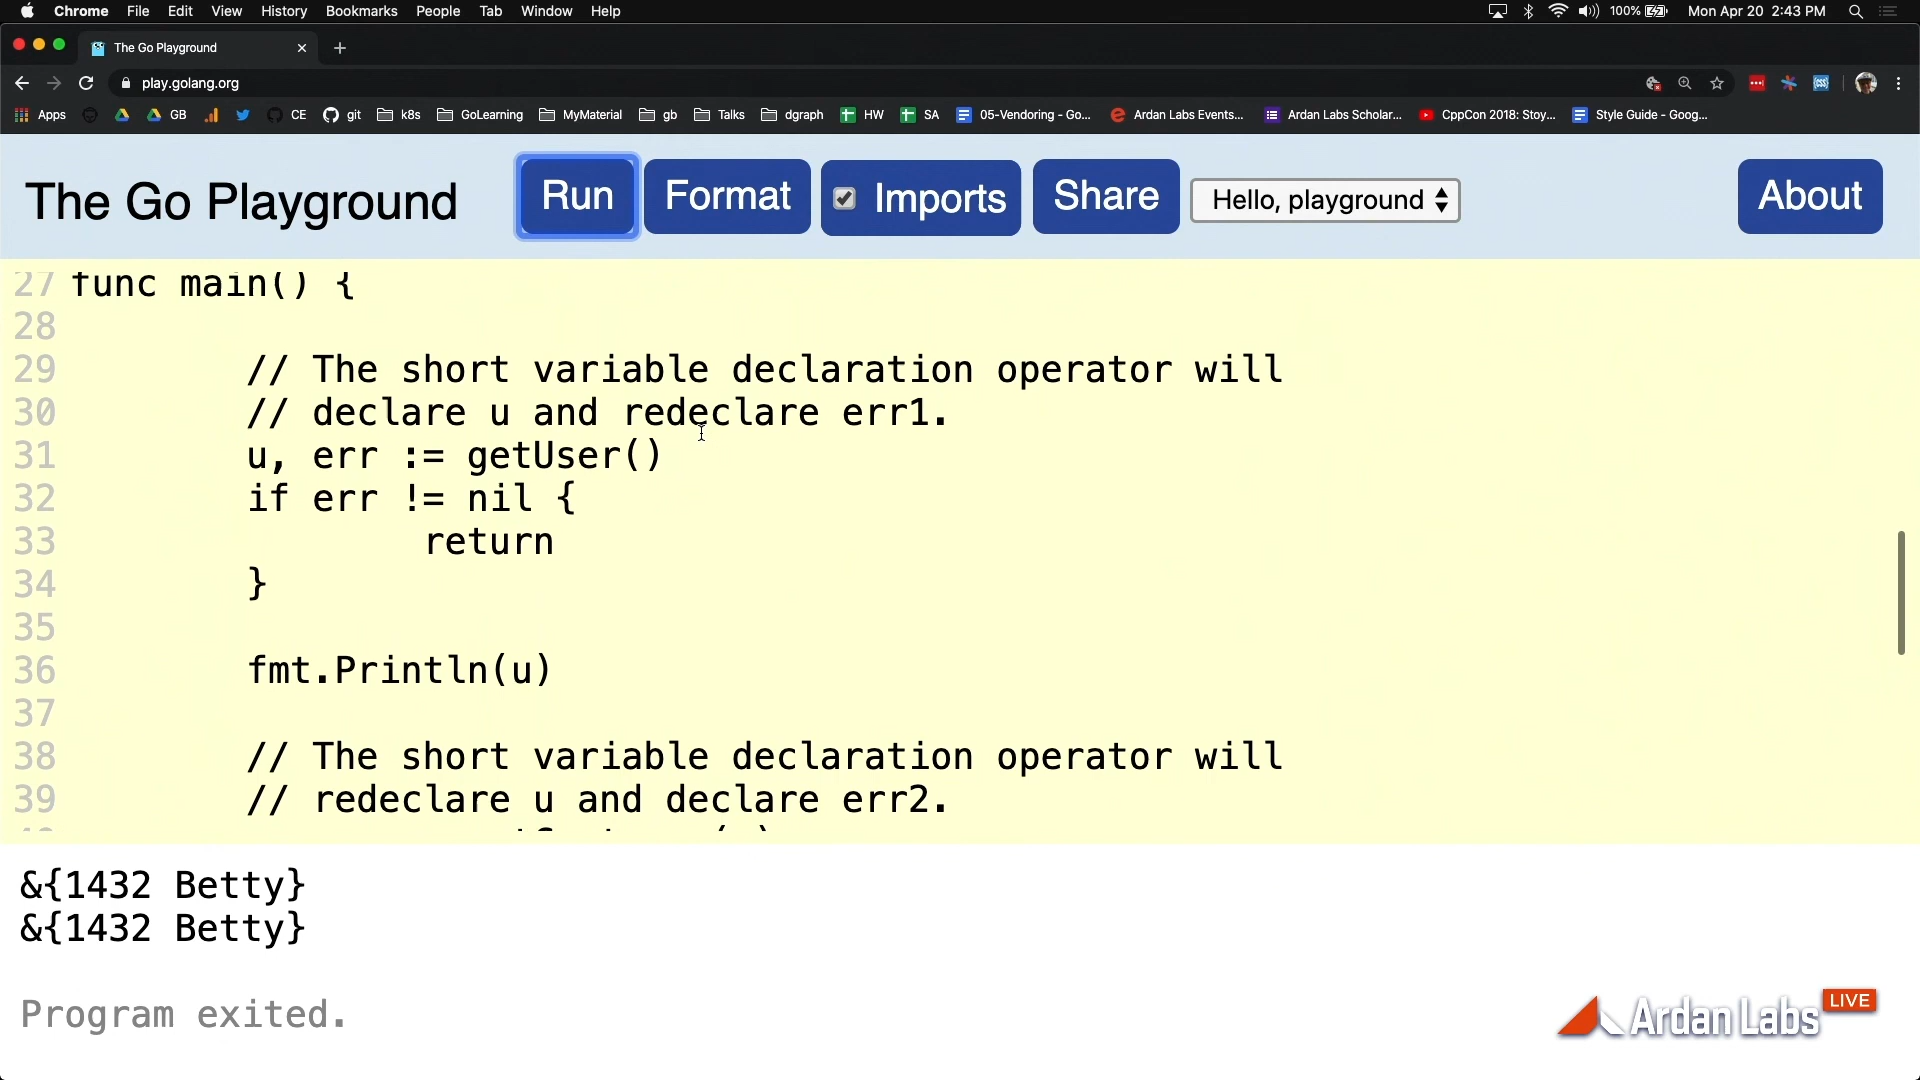 Chrome File Edit View History Bookmarks People Tab Window Help 100% Mon Apr 20 2:43 PM
The Go Playground
play.golang.org
Apps GB CE git k8s GoLearning MyMaterial gb Talks dgraph HW SA 05-Vendoring - Go... Ardan Labs Events... Ardan Labs Scholar... CppCon 2018: Stoy... Style Guide - Goog...
The Go Playground Run Format Imports Share Hello, playground About
27 func main() {
28
29 // The short variable declaration operator will
30 // declare u and redeclare err1.
31 u, err := getUser()
32 if err != nil {
33 return
34 }
35
36 fmt.Println(u)
37
38 // The short variable declaration operator will
39 // redeclare u and declare err2.
&{1432 Betty}
&{1432 Betty}
Program exited.
Ardan Labs LIVE